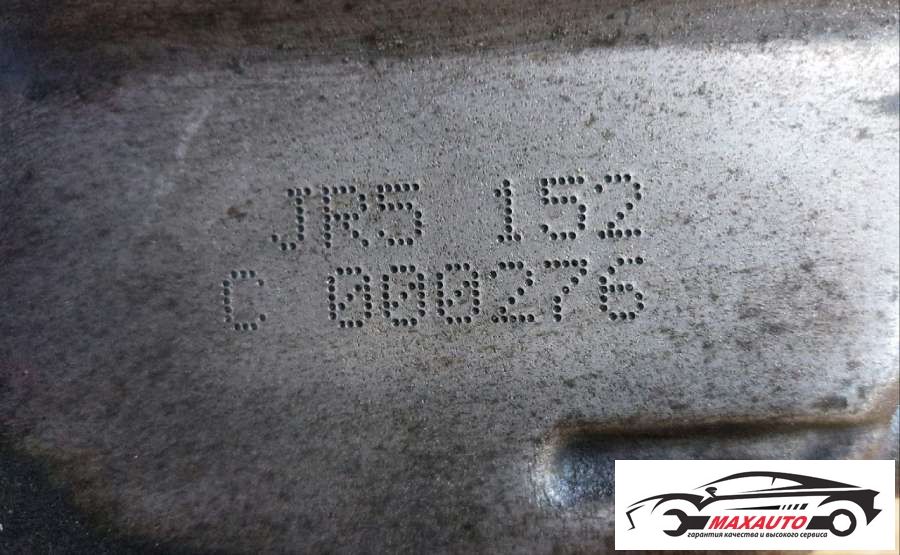 JR5 152
C 000276
MAXAUTO
гарантия качества и высокого сервиса